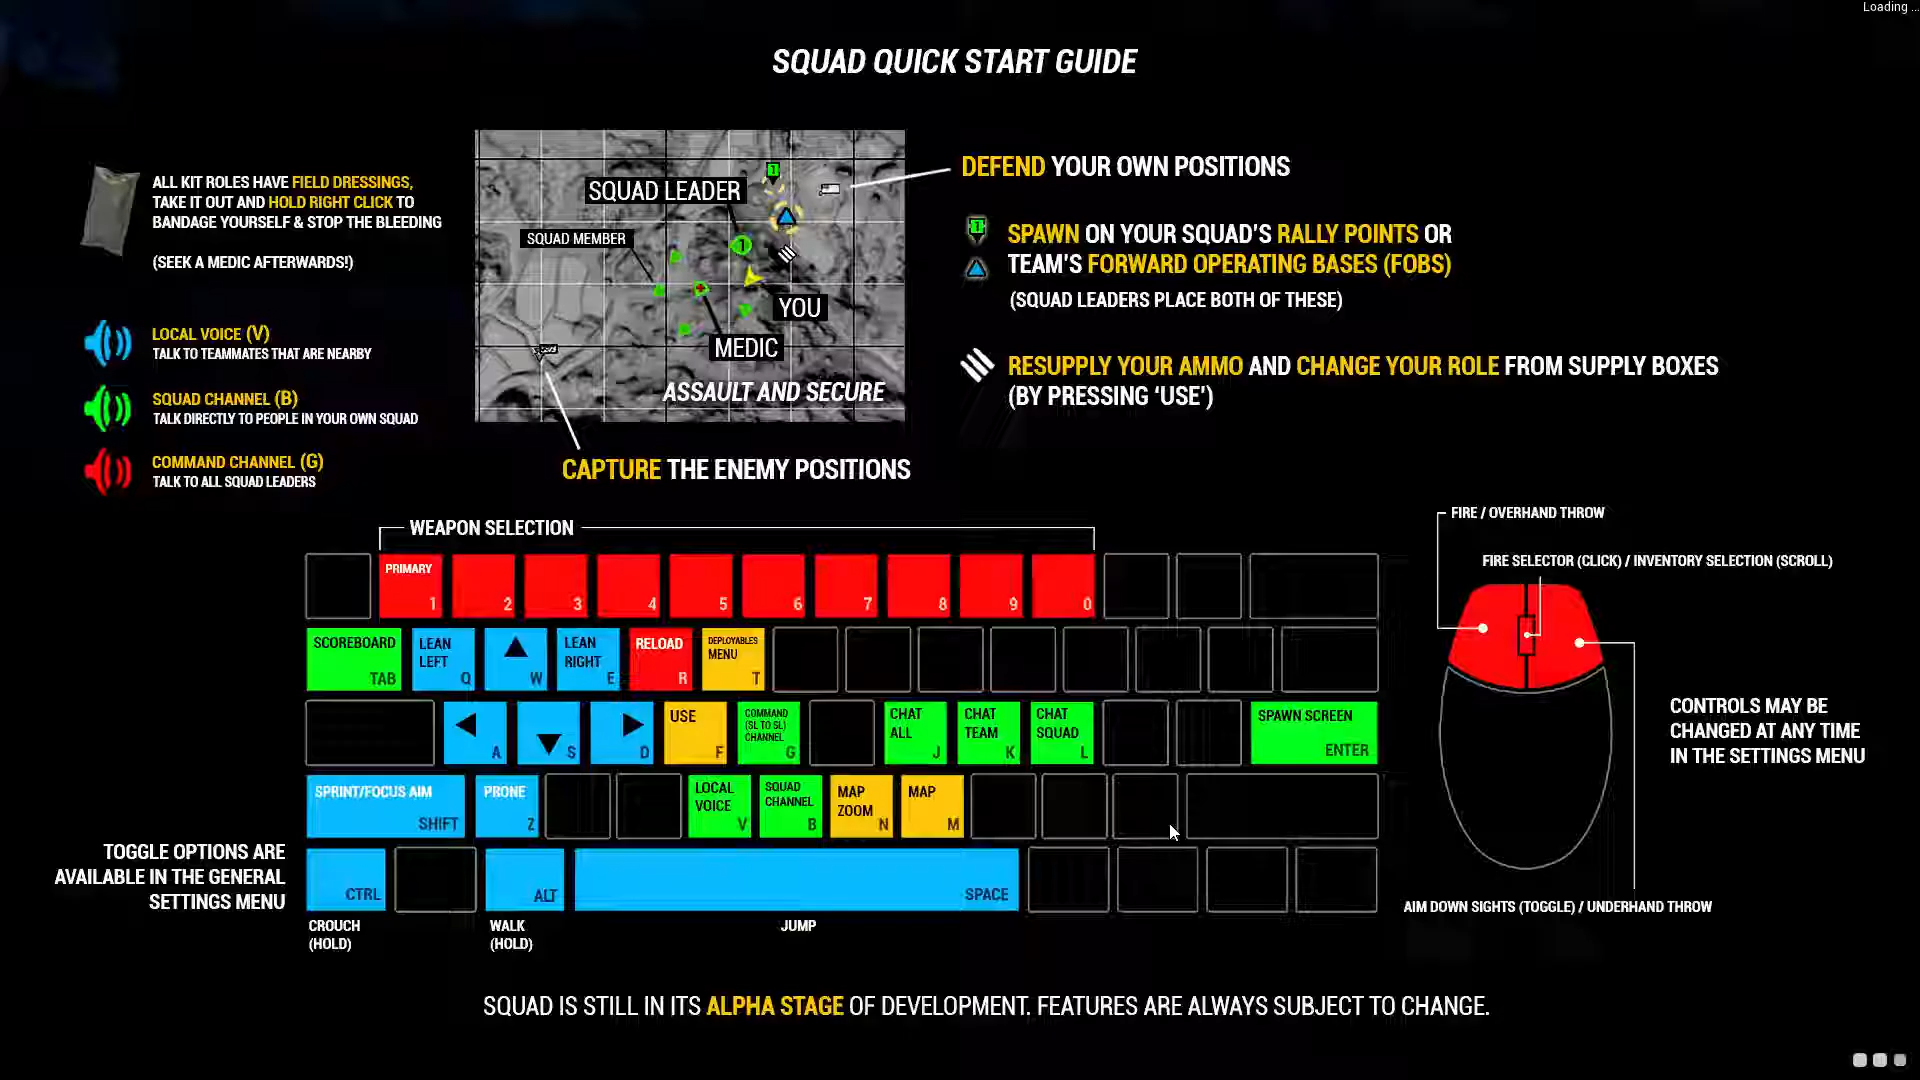 Loading ...
SQUAD QUICK START GUIDE
ALL KIT ROLES HAVE FIELD DRESSINGS,
TAKE IT OUT AND HOLD RIGHT CLICK TO
BANDAGE YOURSELF & STOP THE BLEEDING
(SEEK A MEDIC AFTERWARDS!)
LOCAL VOICE (V)
TALK TO TEAMMATES THAT ARE NEARBY
SQUAD CHANNEL (B)
TALK DIRECTLY TO PEOPLE IN YOUR OWN SQUAD
COMMAND CHANNEL (G)
TALK TO ALL SQUAD LEADERS
1
SQUAD LEADER
SQUAD MEMBER
1
YOU
MEDIC
ASSAULT AND SECURE
CAPTURE THE ENEMY POSITIONS
DEFEND YOUR OWN POSITIONS
1
SPAWN ON YOUR SQUAD'S RALLY POINTS OR
TEAM'S FORWARD OPERATING BASES (FOBS)
(SQUAD LEADERS PLACE BOTH OF THESE)
RESUPPLY YOUR AMMO AND CHANGE YOUR ROLE FROM SUPPLY BOXES
(BY PRESSING ‘USE’)
WEAPON SELECTION
PRIMARY
1 2 3 4 5 6 7 8 9 0
SCOREBOARD
TAB
LEAN
LEFT
Q
W
LEAN
RIGHT
E
RELOAD
R
DEPLOYABLES
MENU
T
A
S
D
USE
F
COMMAND
(SL TO SL)
CHANNEL
G
CHAT
ALL
J
CHAT
TEAM
K
CHAT
SQUAD
L
SPAWN SCREEN
ENTER
SPRINT/FOCUS AIM
SHIFT
PRONE
Z
LOCAL
VOICE
V
SQUAD
CHANNEL
B
MAP
ZOOM
N
MAP
M
CTRL
ALT
SPACE
CROUCH
(HOLD)
WALK
(HOLD)
JUMP
TOGGLE OPTIONS ARE
AVAILABLE IN THE GENERAL
SETTINGS MENU
FIRE / OVERHAND THROW
FIRE SELECTOR (CLICK) / INVENTORY SELECTION (SCROLL)
CONTROLS MAY BE
CHANGED AT ANY TIME
IN THE SETTINGS MENU
AIM DOWN SIGHTS (TOGGLE) / UNDERHAND THROW
SQUAD IS STILL IN ITS ALPHA STAGE OF DEVELOPMENT. FEATURES ARE ALWAYS SUBJECT TO CHANGE.